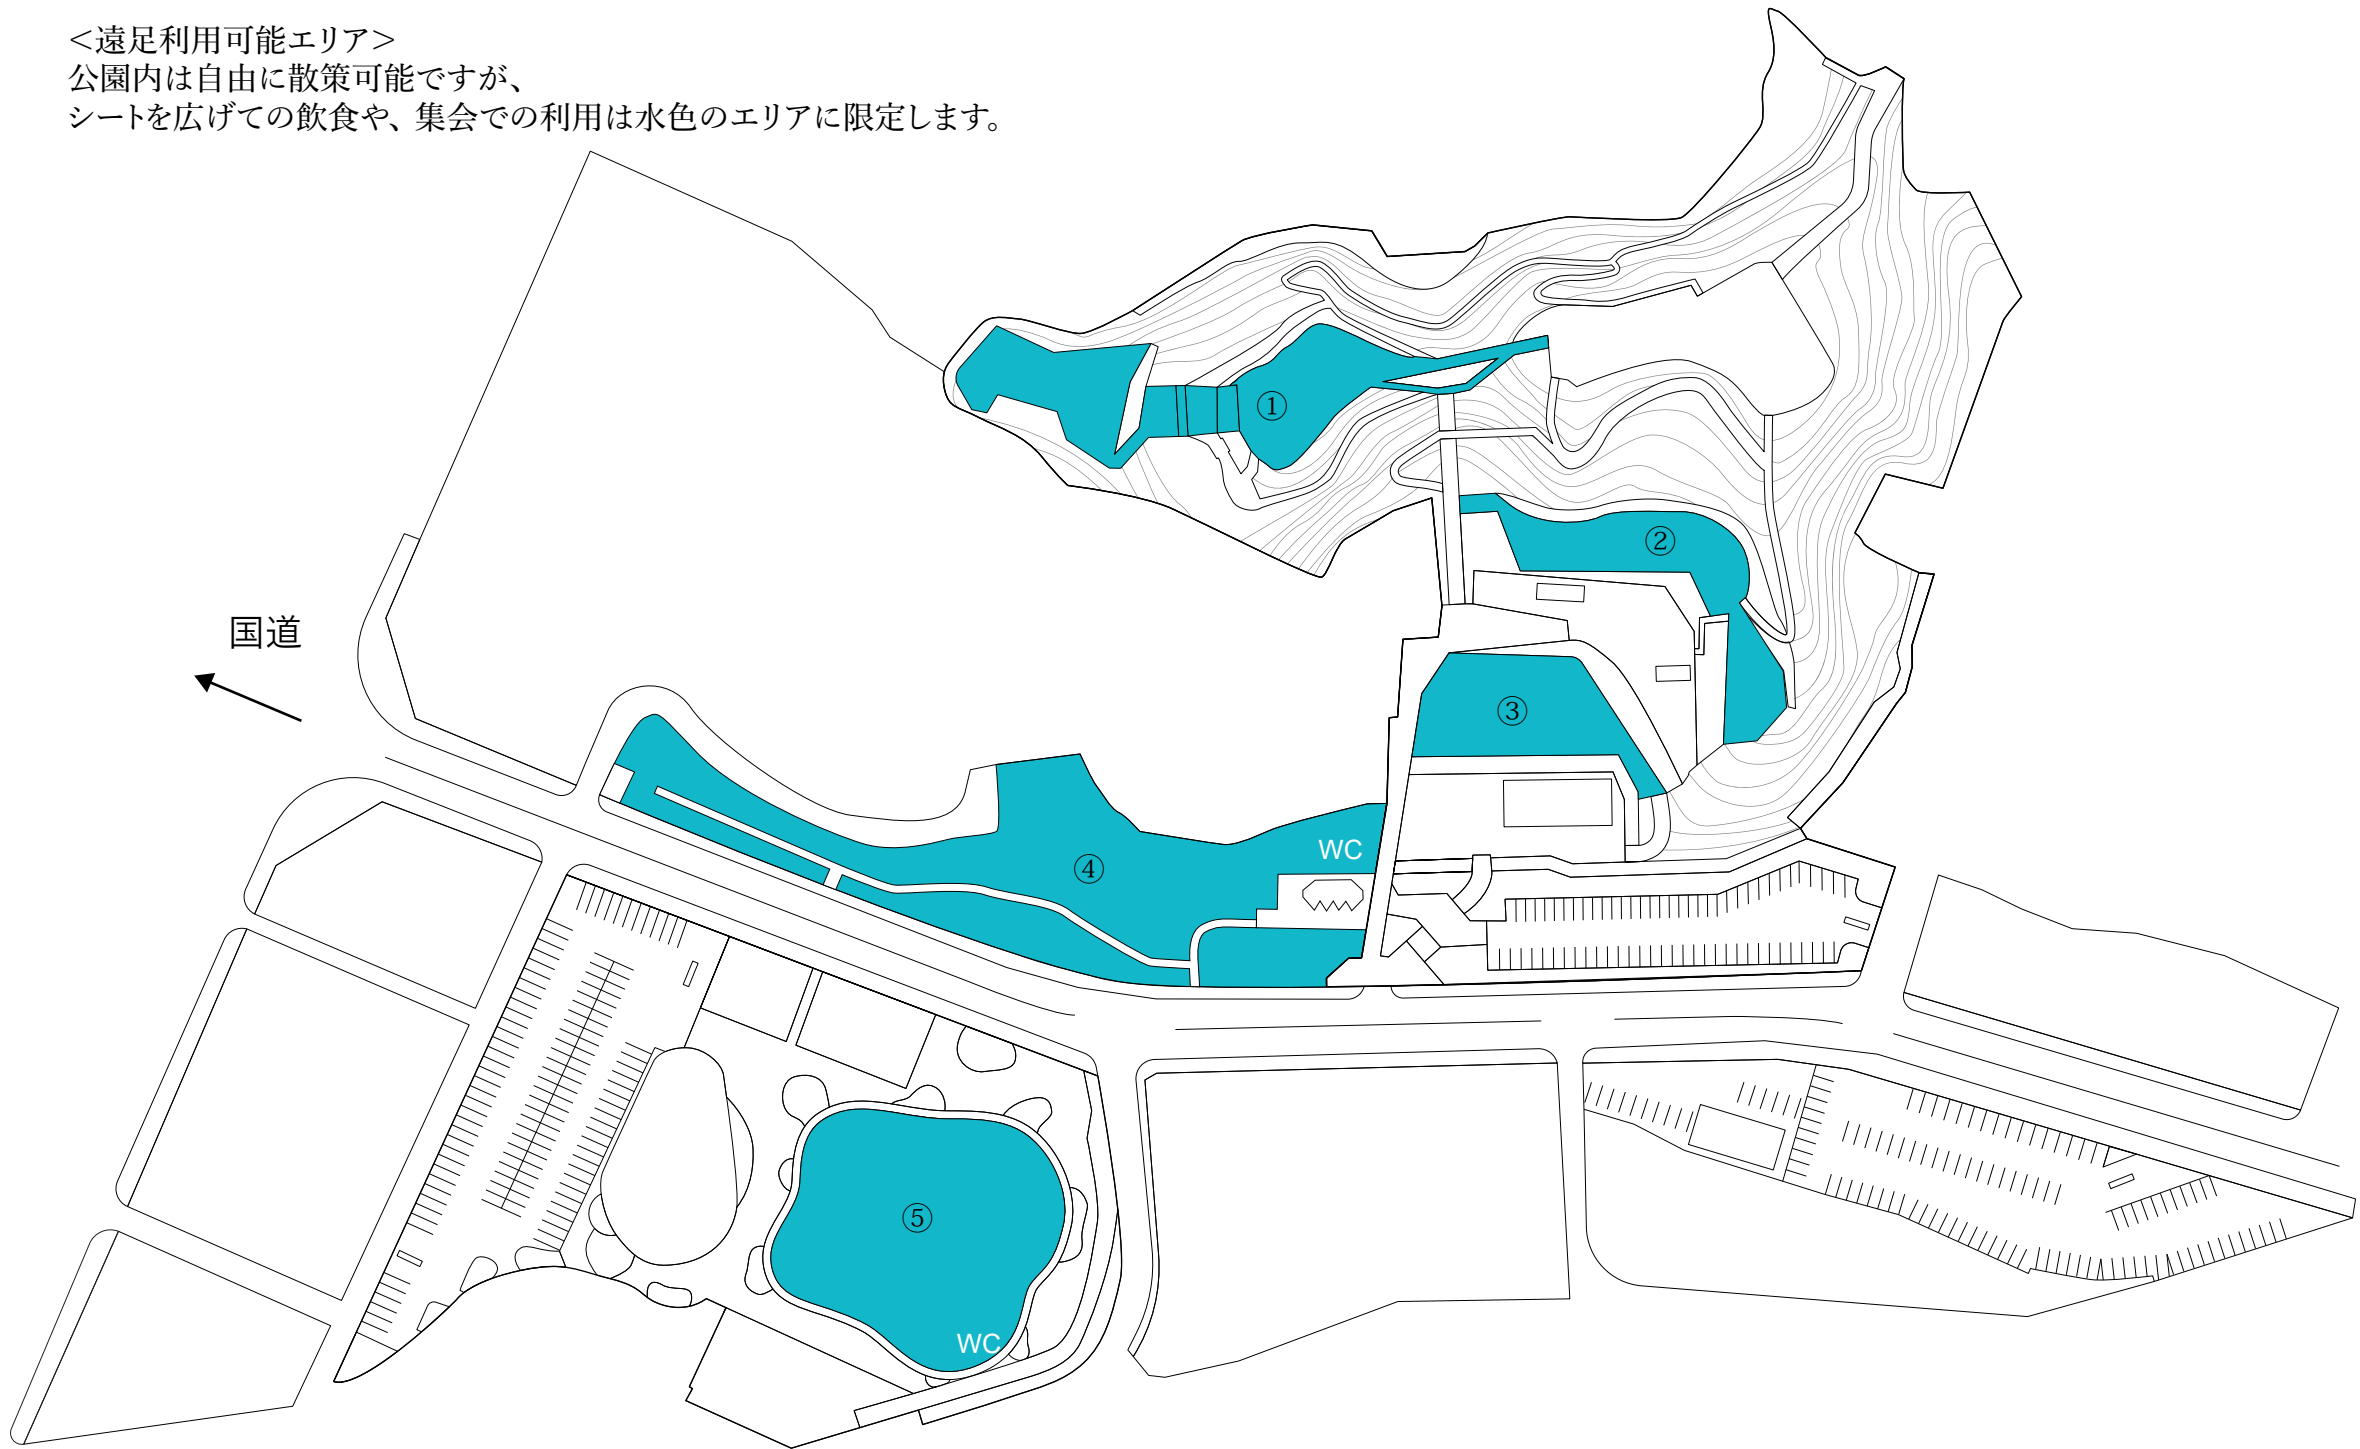 ＜遠足利用可能エリア＞
公園内は自由に散策可能ですが、
シートを広げての飲食や、集会での利用は水色のエリアに限定します。
①
②
国道
③
WC
④
⑤
WC